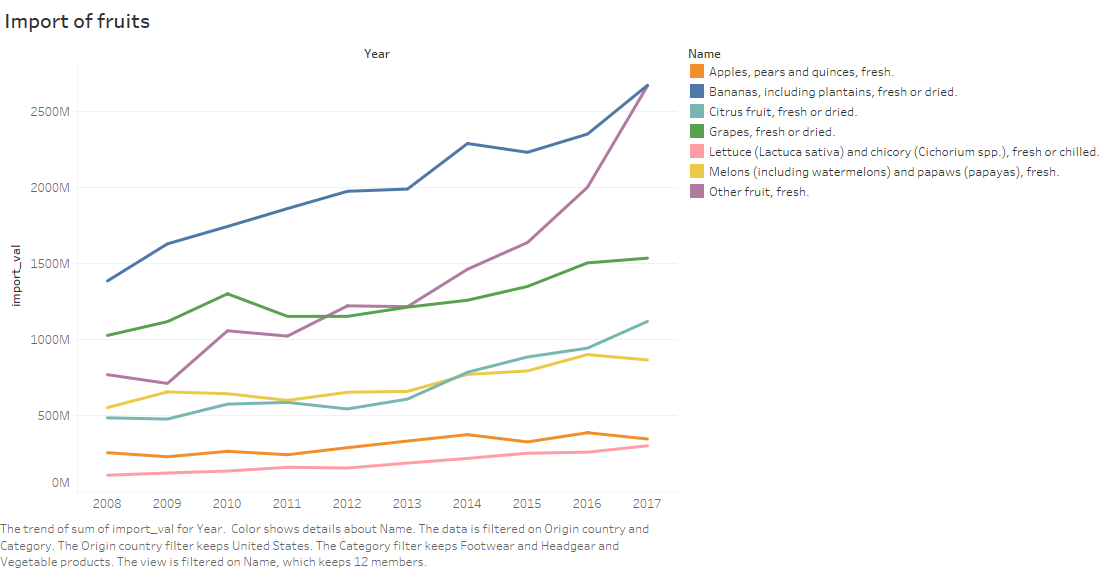 Import of fruits
Year
Name
Apples, pears and quinces, fresh.
Bananas, including plantains, fresh or dried.
Citrus fruit, fresh or dried.
Grapes, fresh or dried.
Lettuce (Lactuca sativa) and chicory (Cichorium spp.), fresh or chilled.
Melons (including watermelons) and papaws (papayas), fresh.
Other fruit, fresh.
import_val
2500M
2000M
1500M
1000M
500M
0M
2008 2009 2010 2011 2012 2013 2014 2015 2016 2017
The trend of sum of import_val for Year. Color shows details about Name. The data is filtered on Origin country and
Category. The Origin country filter keeps United States. The Category filter keeps Footwear and Headgear and
Vegetable products. The view is filtered on Name, which keeps 12 members.